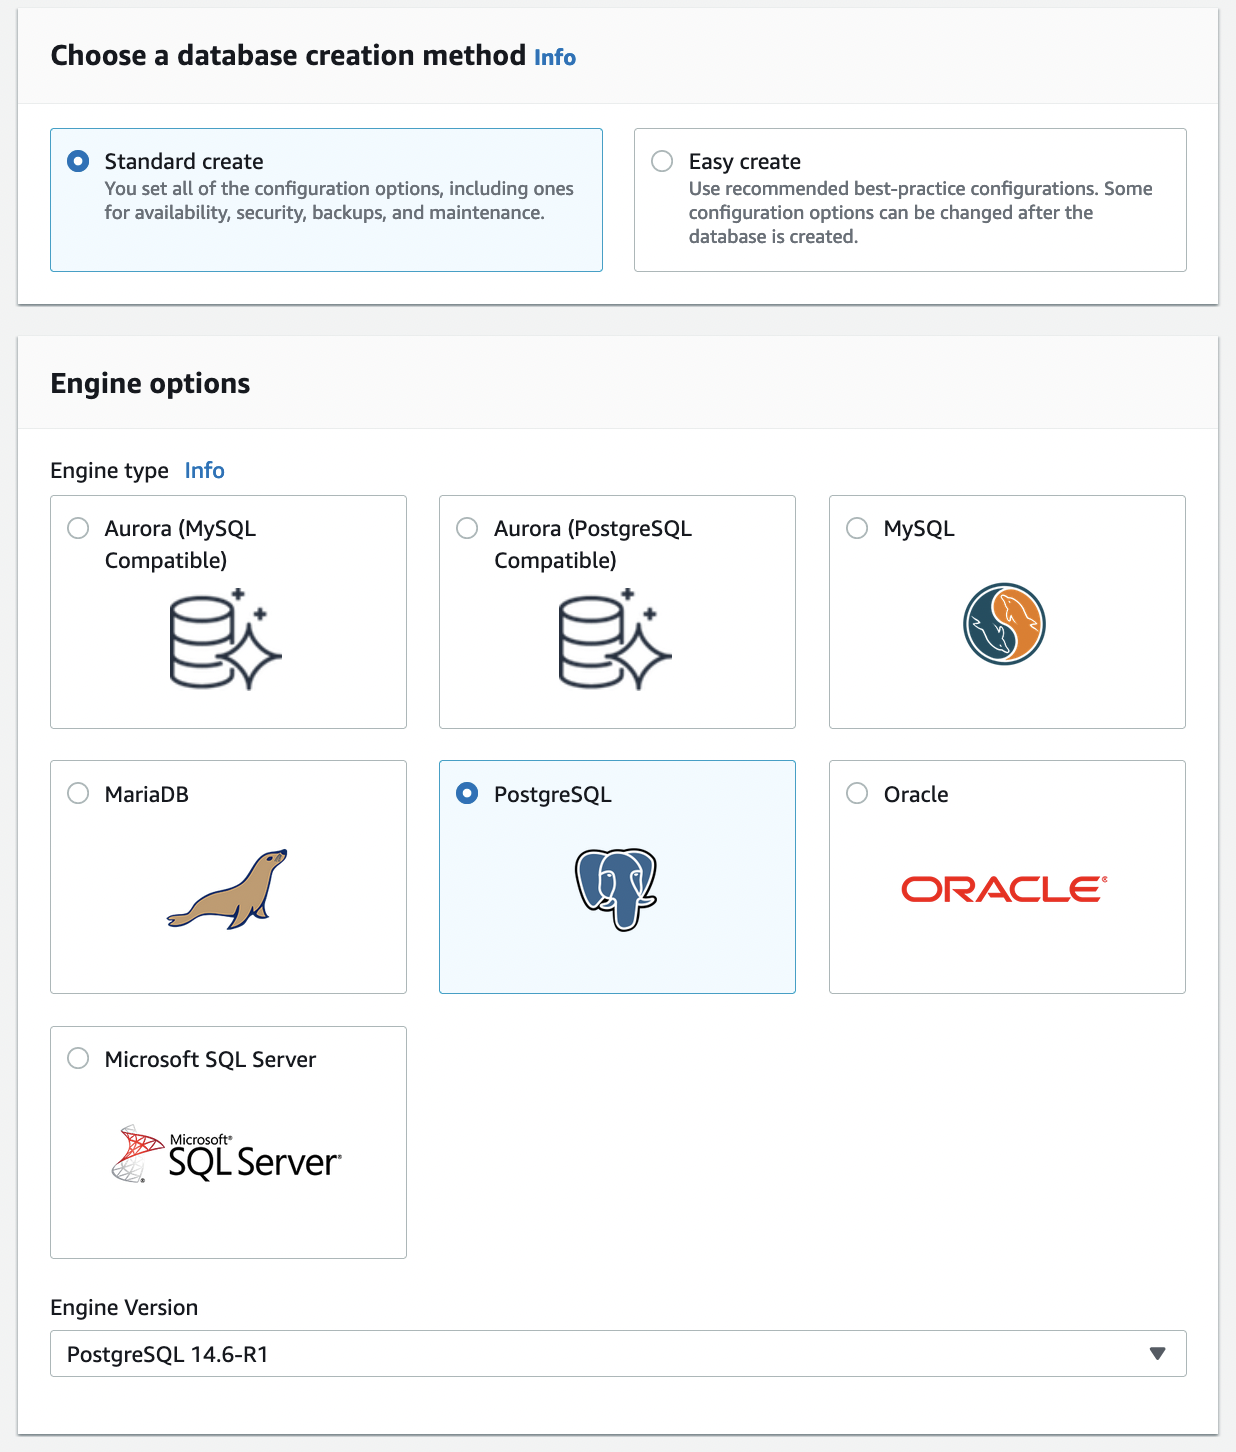 Choose a database creation method Info
Standard create
You set all of the configuration options, including ones
for availability, security, backups, and maintenance.
Easy create
Use recommended best-practice configurations. Some
configuration options can be changed after the
database is created.
Engine options
Engine type Info
Aurora (MySQL
Compatible)
Aurora (PostgreSQL
Compatible)
MySQL
MariaDB
PostgreSQL
Oracle
ORACLE®
Microsoft SQL Server
Microsoft®
SQL Server®
Engine Version
PostgreSQL 14.6-R1